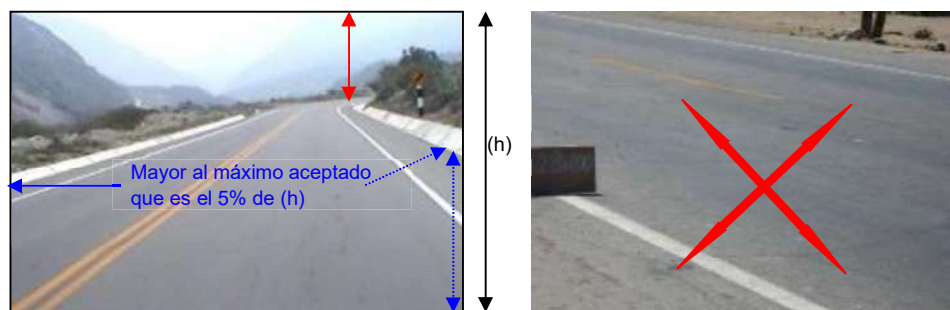 Mayor al máximo aceptado
que es el 5% de (h)
(h)